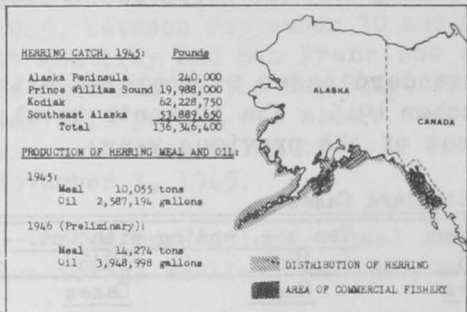 HERRING CATCH, 1945: Pounds
Alaska Peninsula 240,000
Prince William Sound 19,988,000
Kodiak 62,228,750
Southeast Alaska 53,889,650
Total 136,346,400
PRODUCTION OF HERRING MEAL AND OIL:
1945:
Meal 10,055 tons
Oil 2,587,194 gallons
1946 (Preliminary):
Meal 14,274 tons
Oil 3,948,998 gallons
ALASKA
CANADA
DISTRIBUTION OF HERRING
AREA OF COMMERCIAL FISHERY